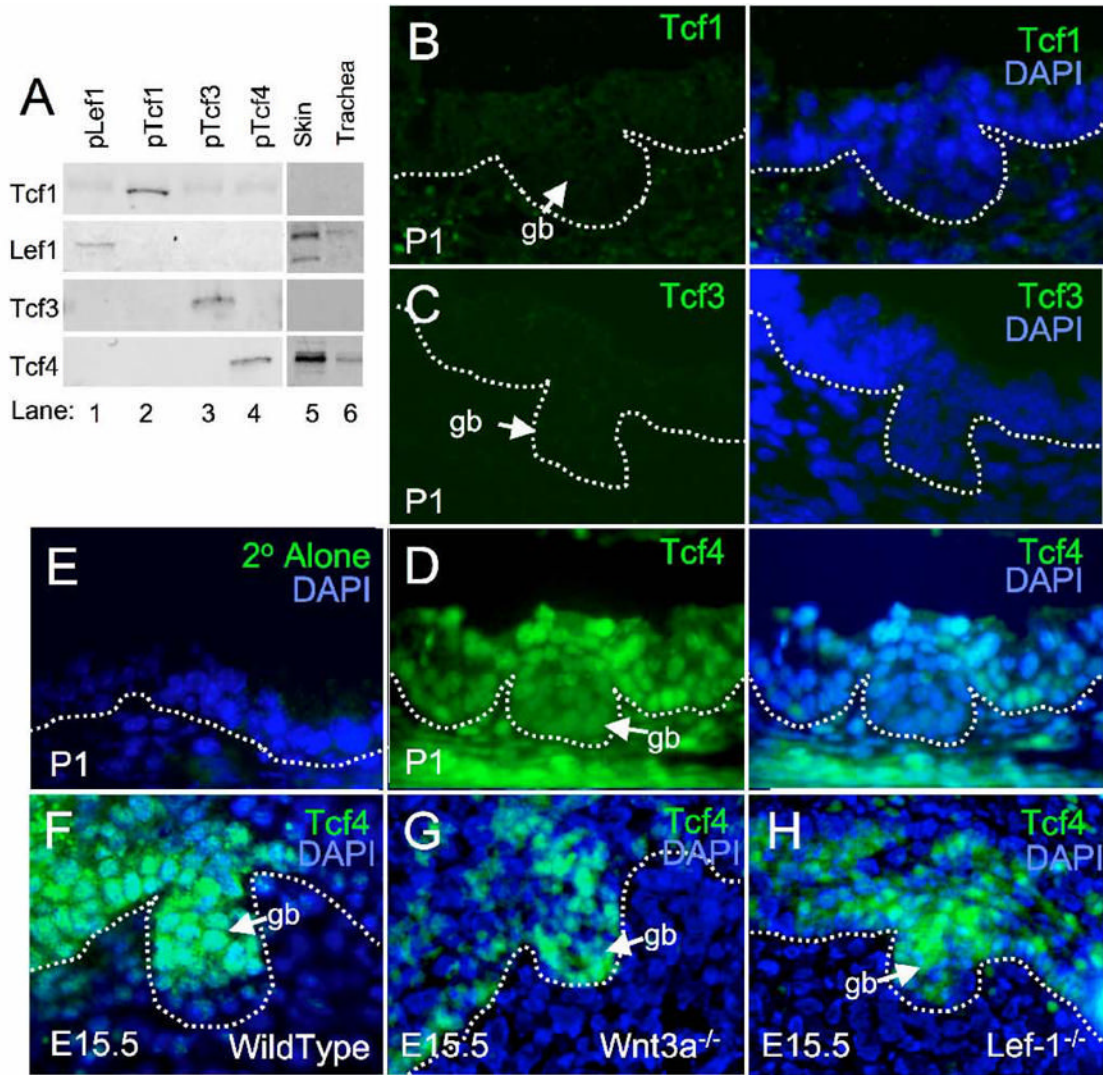 A
pLef1
pTcf1
pTcf3
pTcf4
Skin
Trachea
Tcf1
Lef1
Tcf3
Tcf4
Lane: 1 2 3 4 5 6
B
Tcf1
gb
P1
Tcf1
DAPI
C
Tcf3
gb
P1
Tcf3
DAPI
E
2º Alone
DAPI
P1
D
Tcf4
gb
P1
Tcf4
DAPI
F
Tcf4
DAPI
gb
E15.5 WildType
G
Tcf4
DAPI
gb
E15.5 Wnt3a-/-
H
Tcf4
DAPI
gb
E15.5 Lef-1-/-